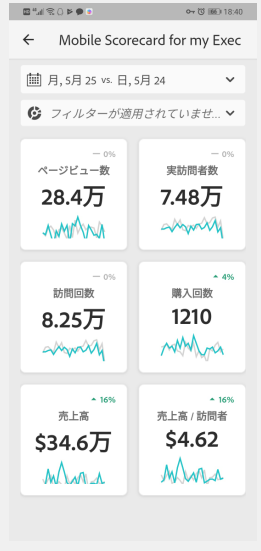 18:40
Mobile Scorecard for my Exec
月, 5月 25 vs. 日, 5月 24
フィルターが適用されていませ...
0%
ページビュー数
28.4万
0%
実訪問者数
7.48万
0%
訪問回数
8.25万
4%
購入回数
1210
16%
売上高
$34.6万
16%
売上高 / 訪問者
$4.62